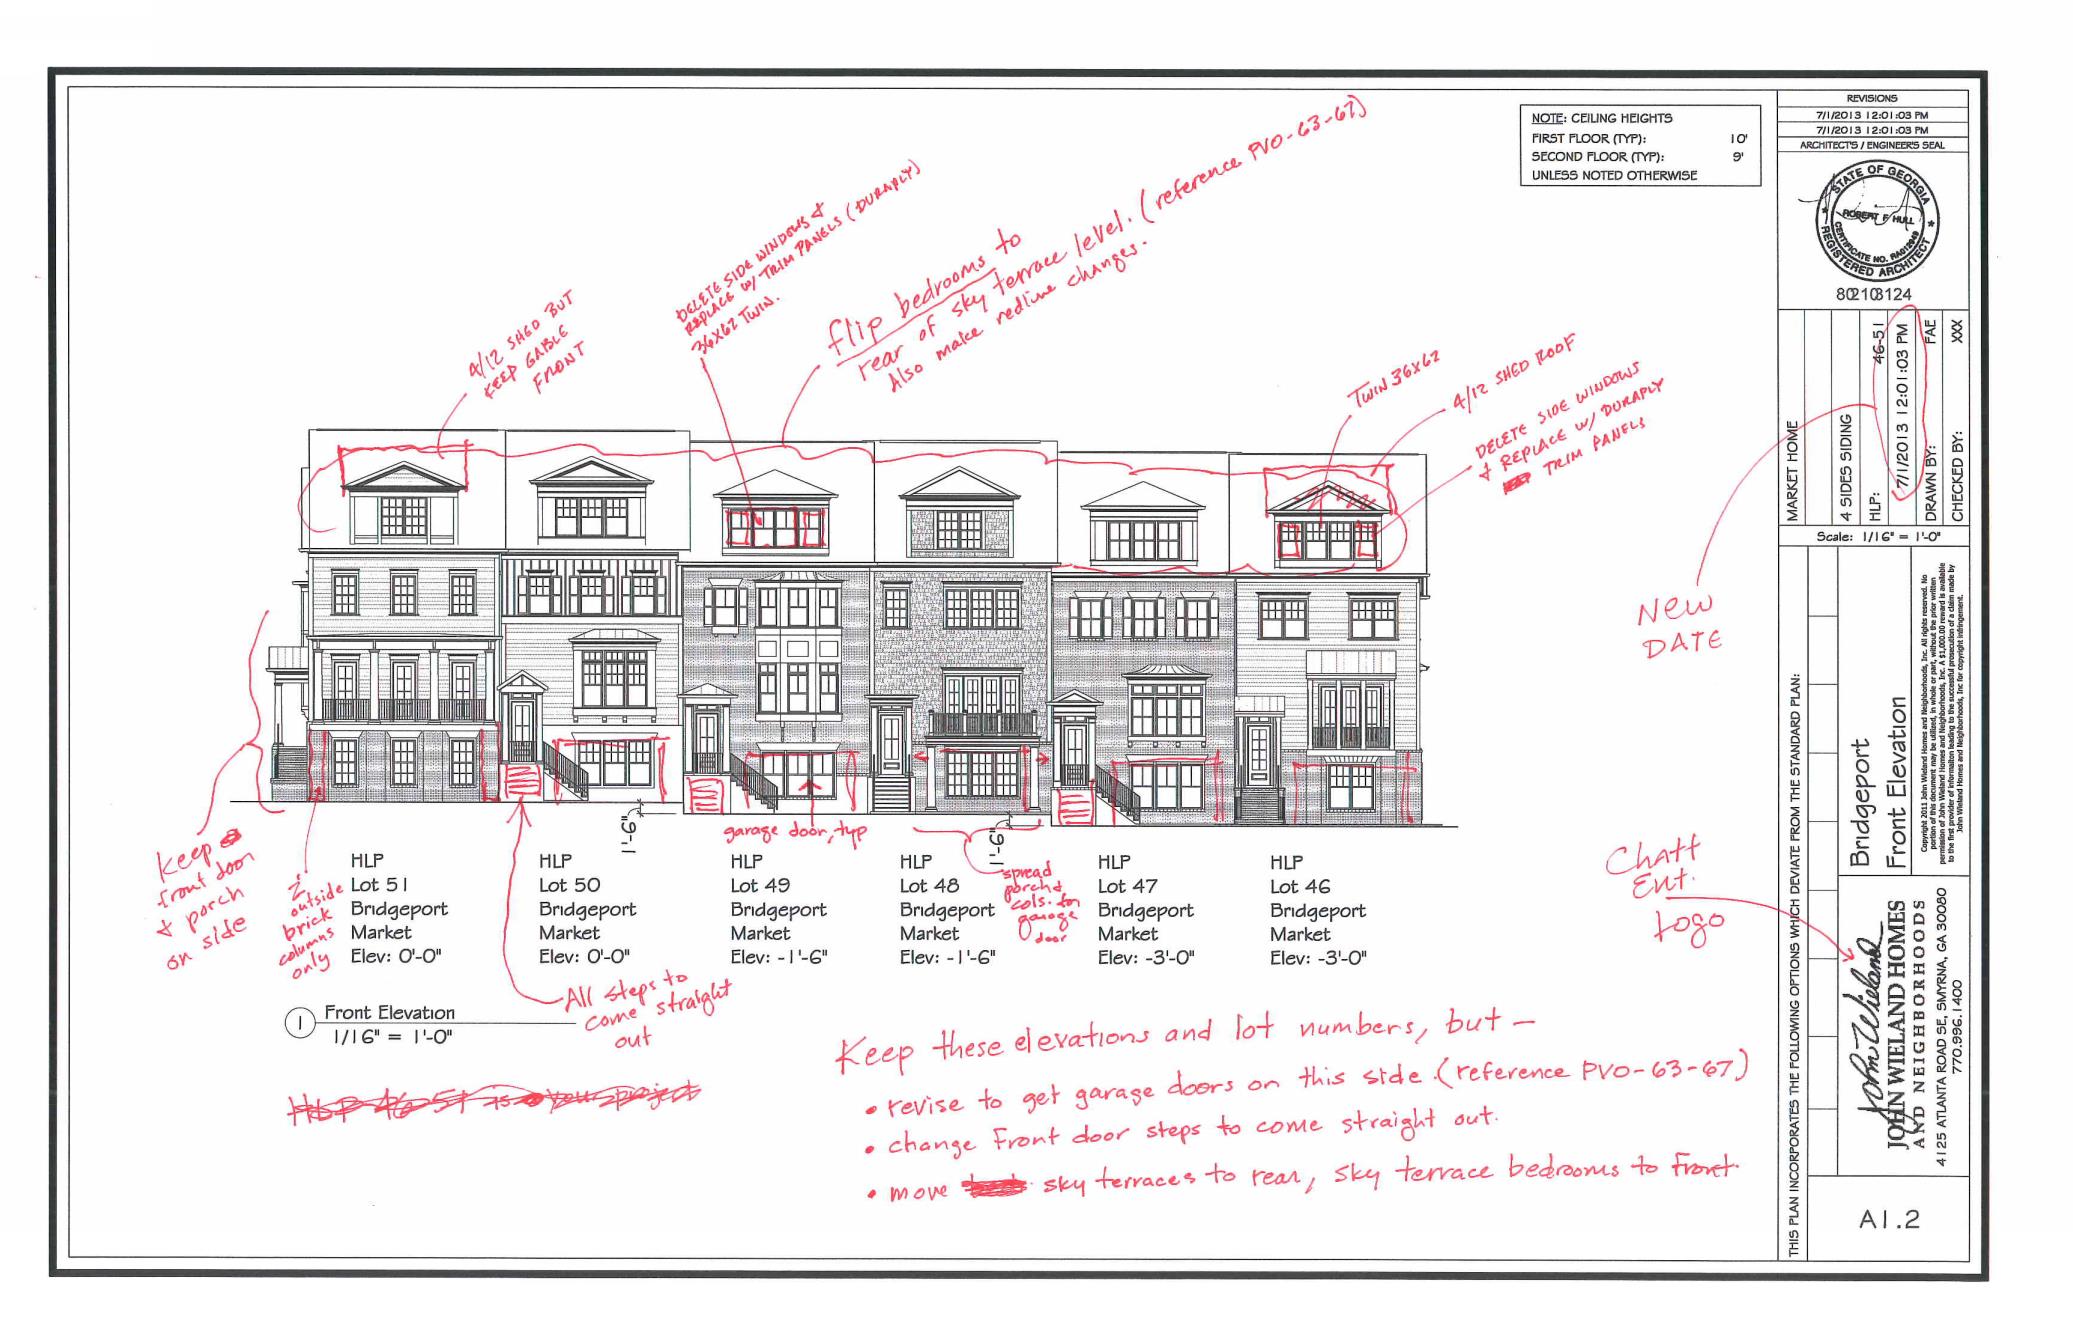 NOTE: CEILING HEIGHTS
FIRST FLOOR (TYP): 10'
SECOND FLOOR (TYP): 9'
UNLESS NOTED OTHERWISE
4/12 SHED BUT
KEEP GABLE
FRONT
DELETE SIDE WINDOWS &
REPLACE W/ TRIM PANELS (DURAPLY)
36X62 TWIN.
flip bedrooms to
rear of sky terrace level. (reference PVO-63-67)
Also make redline changes.
TWIN 36X62
4/12 SHED ROOF
DELETE SIDE WINDOWS
& REPLACE W/ DURAPLY
TRIM PANELS
NEW
DATE
Keep
front door
& porch
on side
2
outside
brick
columns
only
garage door, typ
1'-6"
1'-6"
spread
porch &
cols. for
garage
door
HLP
Lot 51
Bridgeport
Market
Elev: 0'-0"
HLP
Lot 50
Bridgeport
Market
Elev: 0'-0"
HLP
Lot 49
Bridgeport
Market
Elev: -1'-6"
HLP
Lot 48
Bridgeport
Market
Elev: -1'-6"
HLP
Lot 47
Bridgeport
Market
Elev: -3'-0"
HLP
Lot 46
Bridgeport
Market
Elev: -3'-0"
All steps to
come straight
out
1 Front Elevation
1/16" = 1'-0"
HLP 46-51 is your project
Keep these elevations and lot numbers, but —
• revise to get garage doors on this side. (reference PVO-63-67)
• change front door steps to come straight out.
• move sky terraces to rear, sky terrace bedrooms to front.
Chatt
Ent.
Logo
REVISIONS
7/1/2013 12:01:03 PM
7/1/2013 12:01:03 PM
ARCHITECT'S / ENGINEER'S SEAL
STATE OF GEORGIA
ROBERT F HULL
CERTIFICATE NO. RA012949
REGISTERED ARCHITECT
MARKET HOME
4 SIDES SIDING
HLP: 46-51
7/1/2013 12:01:03 PM
DRAWN BY: FAE
CHECKED BY: XXX
Scale: 1/16" = 1'-0"
THIS PLAN INCORPORATES THE FOLLOWING OPTIONS WHICH DEVIATE FROM THE STANDARD PLAN:
Bridgeport
Front Elevation
Copyright 2011 John Wieland Homes and Neighborhoods, Inc. All rights reserved. No
portion of this document may be utilized, in whole or part, without the prior written
permission of John Wieland Homes and Neighborhoods, Inc. A $1,000.00 reward is available
to the first provider of information leading to the successful prosecution of a claim made by
John Wieland Homes and Neighborhoods, Inc for copyright infringement.
John Wieland
JOHN WIELAND HOMES
AND NEIGHBORHOODS
4125 ATLANTA ROAD SE, SMYRNA, GA 30080
770.996.1400
A1.2